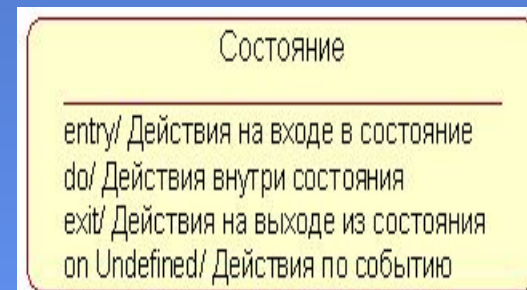 Состояние
entry/ Действия на входе в состояние
do/ Действия внутри состояния
exit/ Действия на выходе из состояния
on Undefined/ Действия по событию